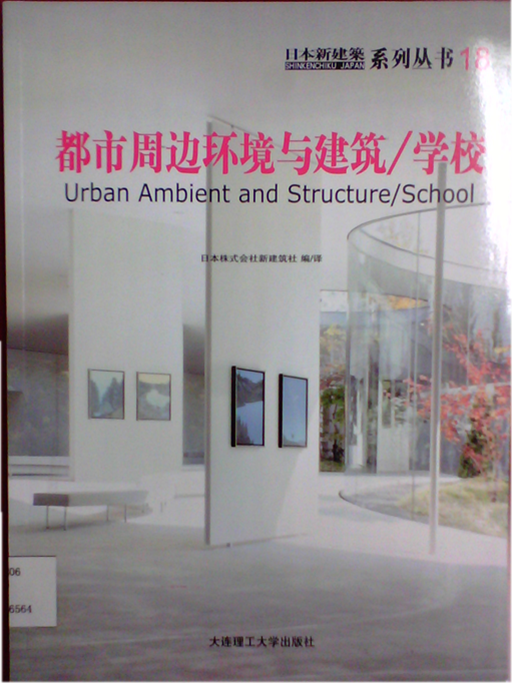 日本新建築 系列丛书 18
SHINKENCHIKU JAPAN
都市周边环境与建筑/学校
Urban Ambient and Structure/School
日本株式会社新建筑社 编/译
06
6564
大连理工大学出版社